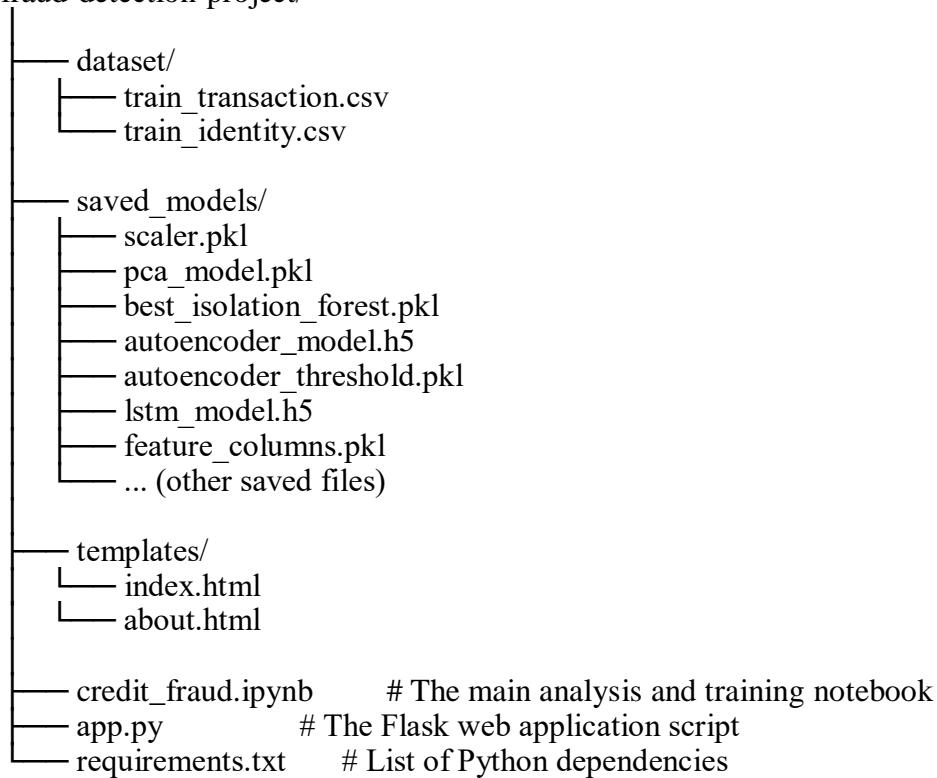 fraud-detection-project/
│
├── dataset/
│   ├── train_transaction.csv
│   └── train_identity.csv
│
├── saved_models/
│   ├── scaler.pkl
│   ├── pca_model.pkl
│   ├── best_isolation_forest.pkl
│   ├── autoencoder_model.h5
│   ├── autoencoder_threshold.pkl
│   ├── lstm_model.h5
│   ├── feature_columns.pkl
│   └── ... (other saved files)
│
├── templates/
│   └── index.html
│   └── about.html
│
├── credit_fraud.ipynb # The main analysis and training notebook
├── app.py # The Flask web application script
└── requirements.txt # List of Python dependencies